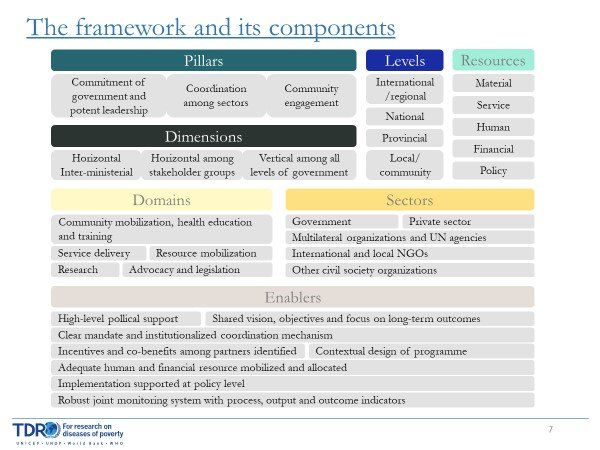 The framework and its components
Pillars
Commitment of
government and
potent leadership
Coordination
among sectors
Community
engagement
Dimensions
Horizontal
Inter-ministerial
Horizontal among
stakeholder groups
Vertical among all
levels of government
Levels
International
/regional
National
Provincial
Local/
community
Resources
Material
Service
Human
Financial
Policy
Domains
Community mobilization, health education
and training
Service delivery
Resource mobilization
Research
Advocacy and legislation
Sectors
Government
Private sector
Multilateral organizations and UN agencies
International and local NGOs
Other civil society organizations
Enablers
High-level pollical support
Shared vision, objectives and focus on long-term outcomes
Clear mandate and institutionalized coordination mechanism
Incentives and co-benefits among partners identified
Contextual design of programme
Adequate human and financial resource mobilized and allocated
Implementation supported at policy level
Robust joint monitoring system with process, output and outcome indicators
TDR
For research on
diseases of poverty
UNICEF • UNDP • World Bank • WHO
7